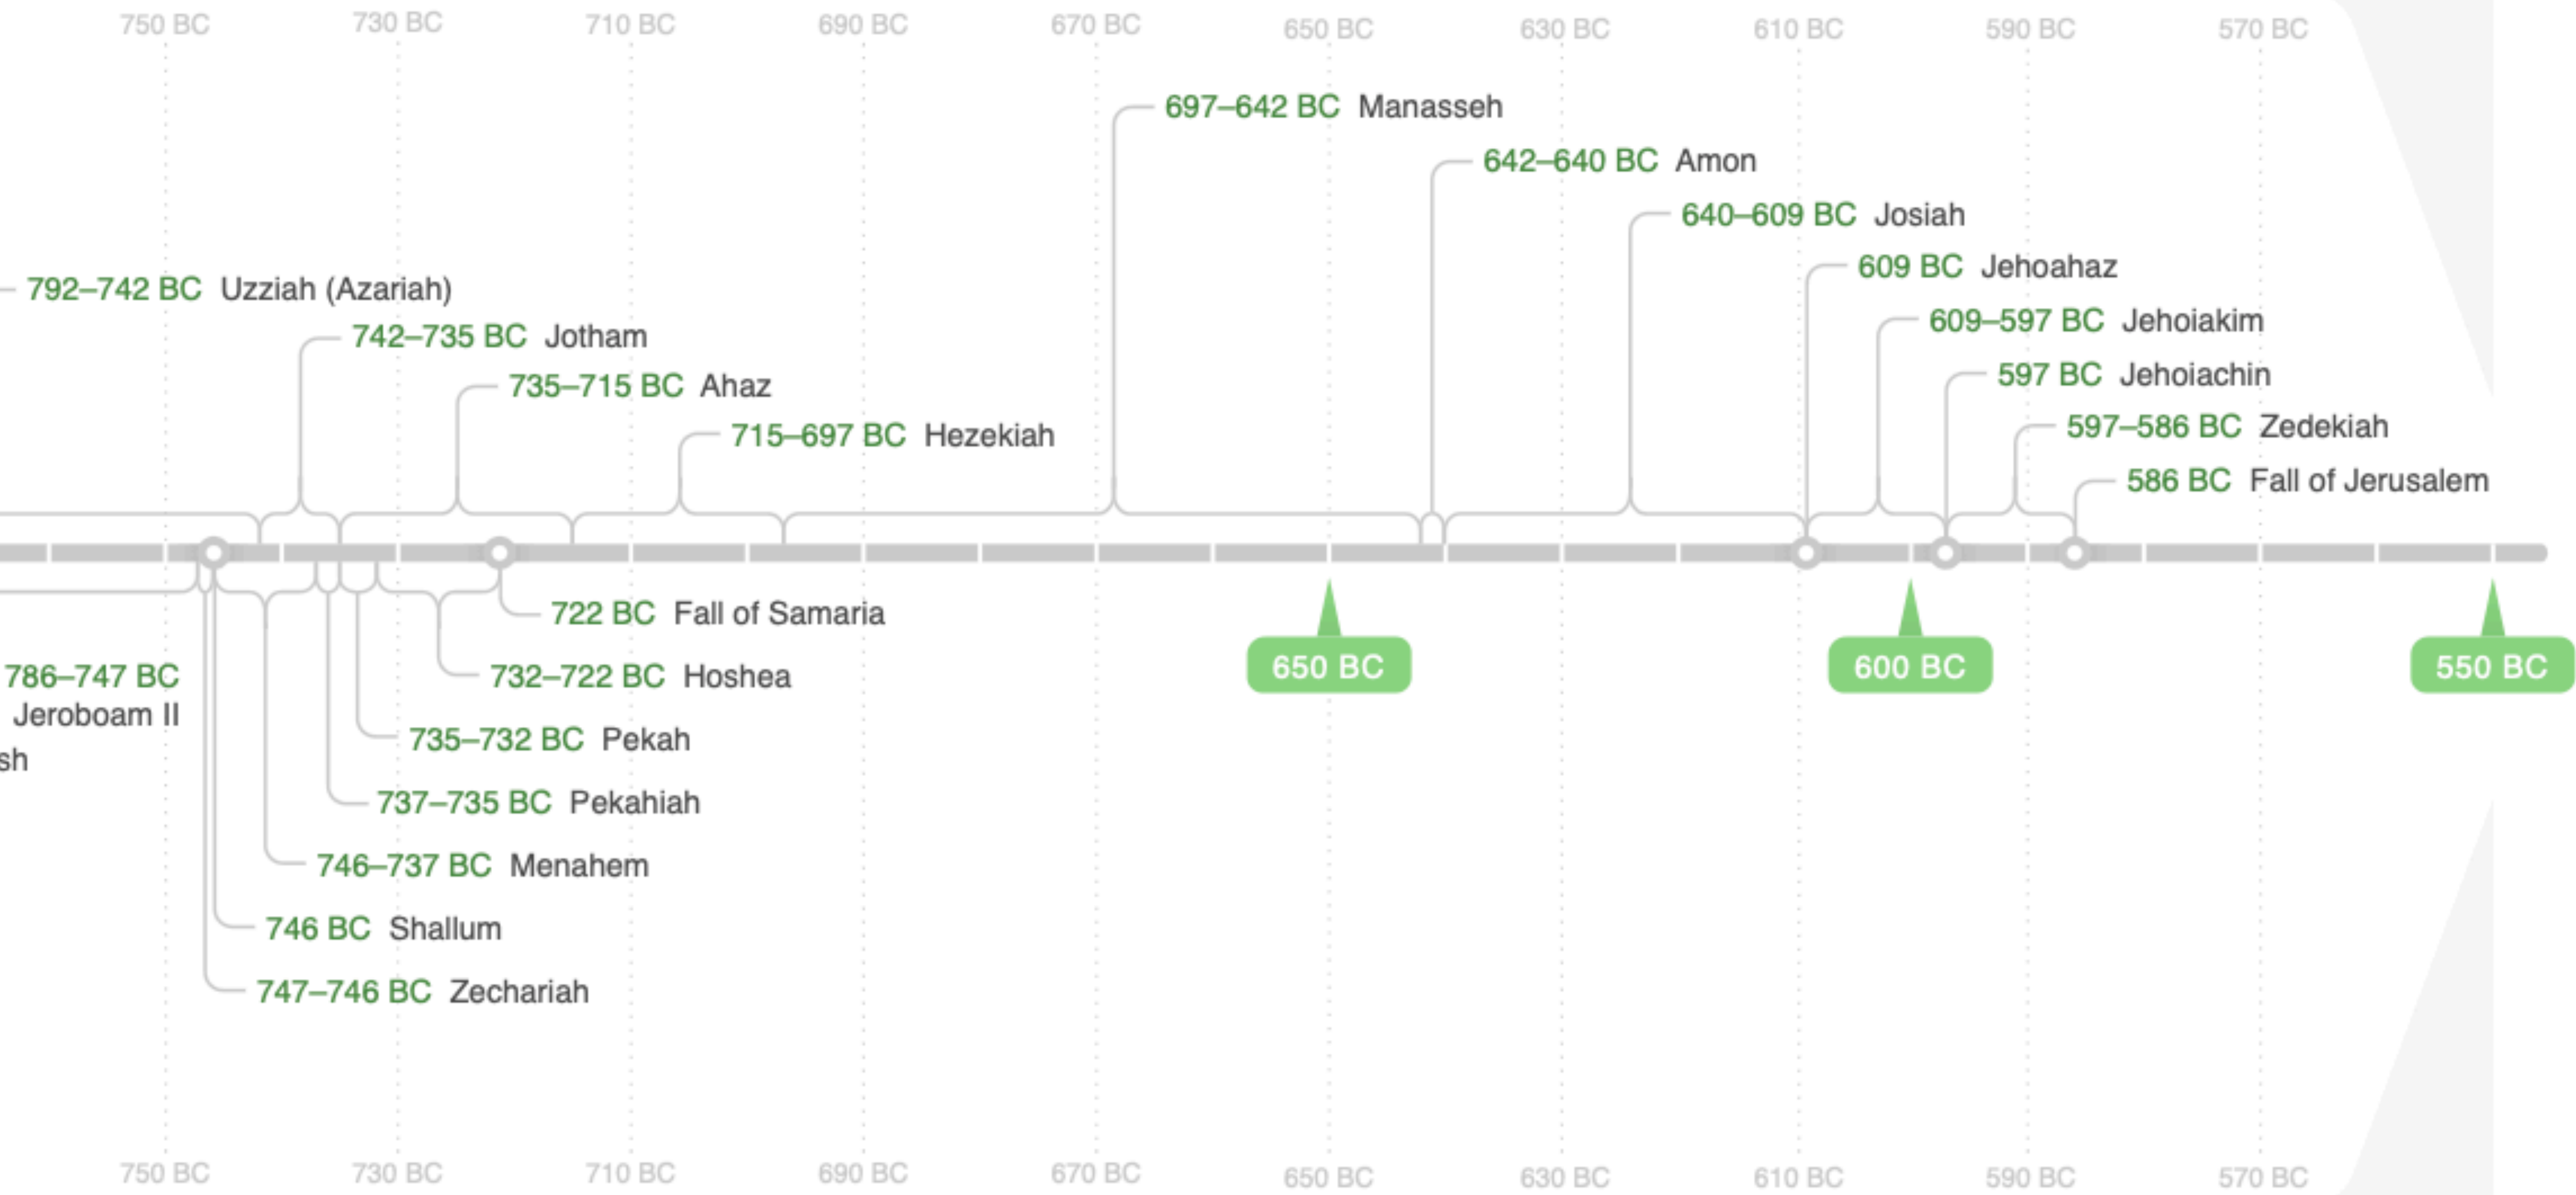 750 BC 730 BC 710 BC 690 BC 670 BC 650 BC 630 BC 610 BC 590 BC 570 BC
697–642 BC Manasseh
642–640 BC Amon
640–609 BC Josiah
609 BC Jehoahaz
792–742 BC Uzziah (Azariah)
609–597 BC Jehoiakim
742–735 BC Jotham
597 BC Jehoiachin
735–715 BC Ahaz
597–586 BC Zedekiah
715–697 BC Hezekiah
586 BC Fall of Jerusalem
722 BC Fall of Samaria
650 BC 600 BC 550 BC
786–747 BC
Jeroboam II
732–722 BC Hoshea
sh
735–732 BC Pekah
737–735 BC Pekahiah
746–737 BC Menahem
746 BC Shallum
747–746 BC Zechariah
750 BC 730 BC 710 BC 690 BC 670 BC 650 BC 630 BC 610 BC 590 BC 570 BC